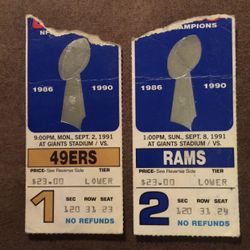 NF
1986 1990
9:00PM, MON., SEPT. 2, 1991
AT GIANTS STADIUM / VS.
49ERS
PRICE —See Reverse Side TIER
$23.00 LOWER
1
SEC ROW SEAT
120 31 23
NO REFUNDS
CHAMPIONS
1986 1990
1:00PM, SUN., SEPT. 8, 1991
AT GIANTS STADIUM / VS.
RAMS
PRICE —See Reverse Side TIER
$23.00 LOWER
2
SEC ROW SEAT
120 31 24
NO REFUNDS